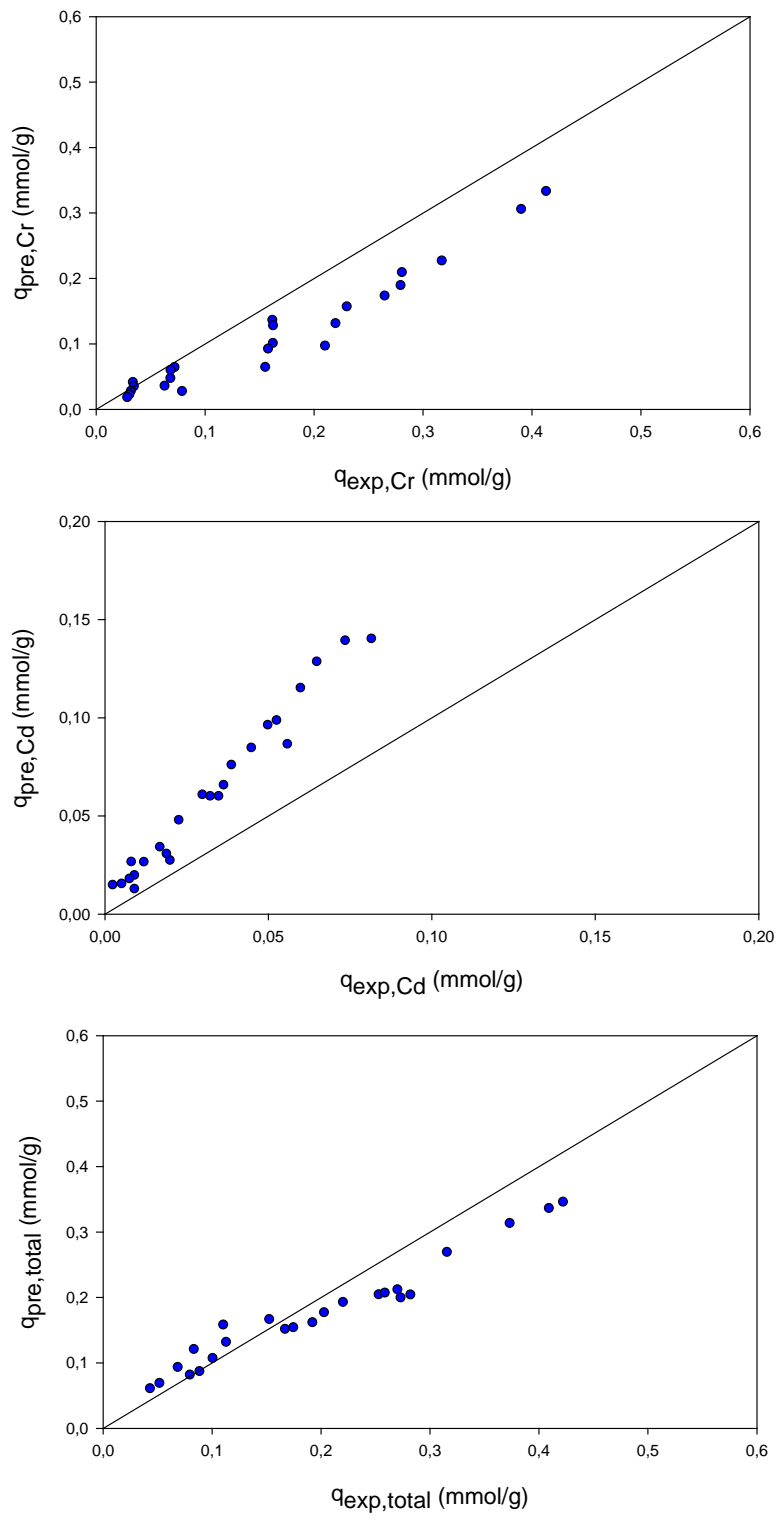 0,6
0,5
0,4
0,3
0,2
0,1
0,0
qpre,Cr (mmol/g)
0,0 0,1 0,2 0,3 0,4 0,5 0,6
qexp,Cr (mmol/g)
0,20
0,15
0,10
0,05
0,00
qpre,Cd (mmol/g)
0,00 0,05 0,10 0,15 0,20
qexp,Cd (mmol/g)
0,6
0,5
0,4
0,3
0,2
0,1
0,0
qpre,total (mmol/g)
0,0 0,1 0,2 0,3 0,4 0,5 0,6
qexp,total (mmol/g)